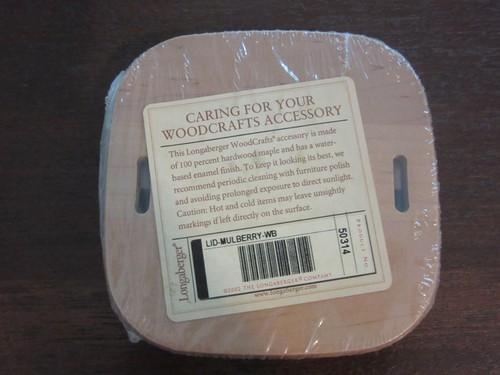 CARING FOR YOUR
WOODCRAFTS ACCESSORY
This Longaberger WoodCrafts® accessory is made
of 100 percent hardwood maple and has a water-
based enamel finish. To keep it looking its best, we
recommend periodic cleaning with furniture polish
and avoiding prolonged exposure to direct sunlight.
Caution: Hot and cold items may leave unsightly
markings if left directly on the surface.
Longaberger®
LID-MULBERRY-WB
50314
PRODUCT NO.
©2002 THE LONGABERGER® COMPANY
www.longaberger.com